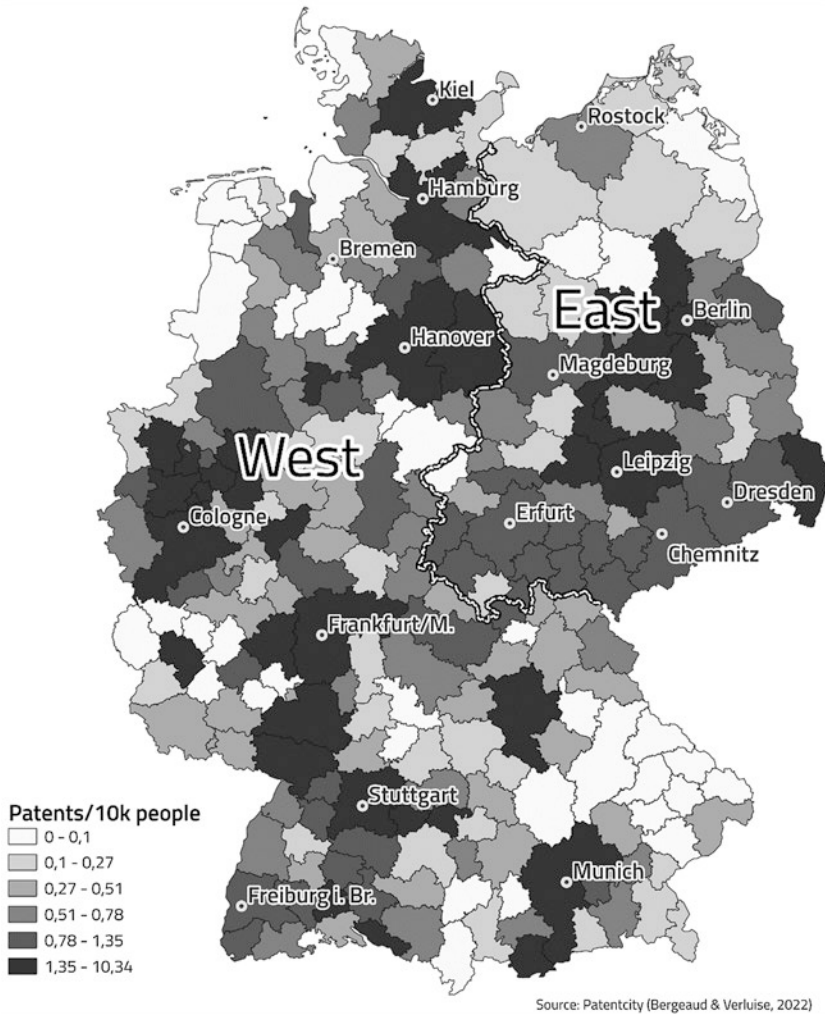 Kiel
Rostock
Hamburg
Bremen
East
Berlin
Hanover
Magdeburg
West
Leipzig
Dresden
Cologne
Erfurt
Chemnitz
Frankfurt/M.
Stuttgart
Patents/10k people
0 - 0,1
0,1 - 0,27
0,27 - 0,51
0,51 - 0,78
0,78 - 1,35
1,35 - 10,34
Munich
Freiburg i. Br.
Source: Patentcity (Bergeaud & Verluise, 2022)